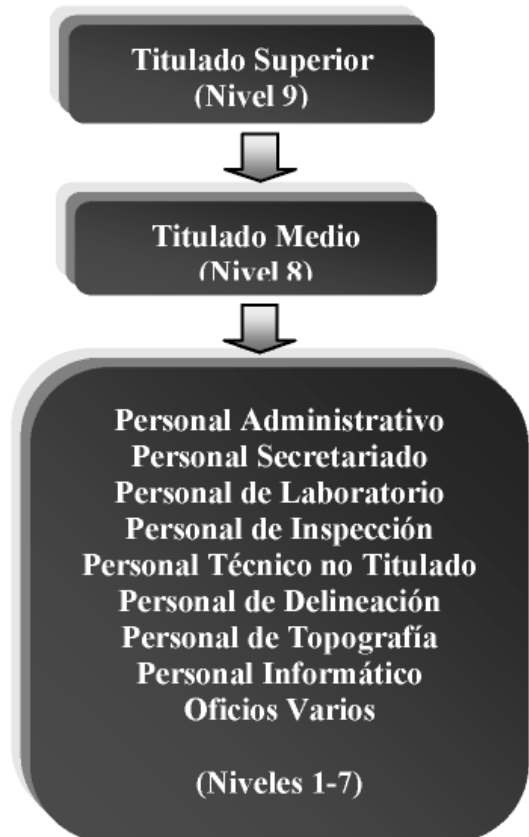 Titulado Superior
(Nivel 9)
Titulado Medio
(Nivel 8)
Personal Administrativo
Personal Secretariado
Personal de Laboratorio
Personal de Inspección
Personal Técnico no Titulado
Personal de Delineación
Personal de Topografía
Personal Informático
Oficios Varios
(Niveles 1-7)